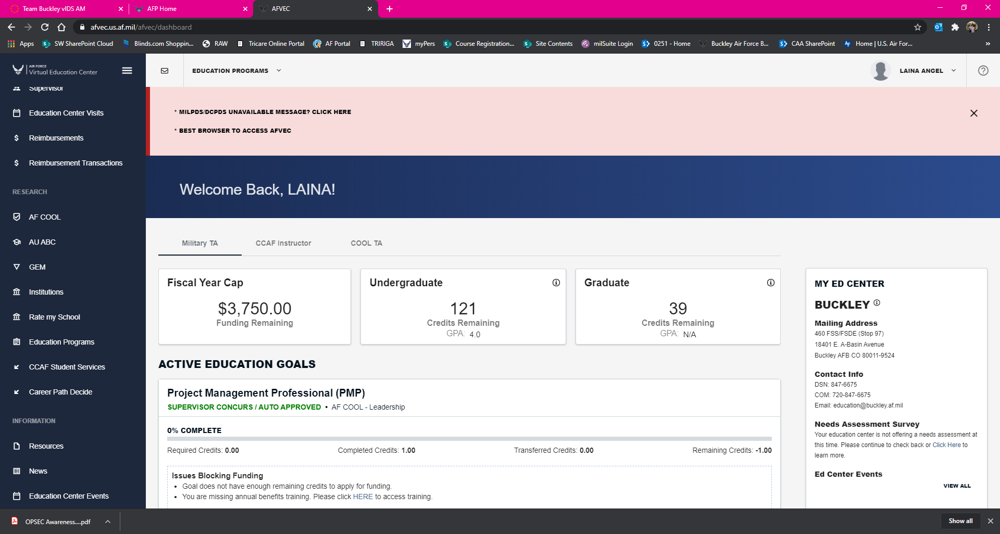 Team Buckley vIDS AM
AFP Home
AFVEC
afvec.us.af.mil/afvec/dashboard
Apps
SW SharePoint Cloud
Blinds.com Shoppin...
RAW
Tricare Online Portal
AF Portal
TRIRIGA
myPers
Course Registration...
Site Contents
milSuite Login
0251 - Home
Buckley Air Force B...
CAA SharePoint
Home | U.S. Air For...
»
AIR FORCE
Virtual Education Center
Supervisor
Education Center Visits
Reimbursements
Reimbursement Transactions
RESEARCH
AF COOL
AU ABC
GEM
Institutions
Rate my School
Education Programs
CCAF Student Services
Career Path Decide
INFORMATION
Resources
News
Education Center Events
EDUCATION PROGRAMS
LAINA ANGEL
* MILPDS/DCPDS UNAVAILABLE MESSAGE? CLICK HERE
* BEST BROWSER TO ACCESS AFVEC
Welcome Back, LAINA!
Military TA
CCAF Instructor
COOL TA
Fiscal Year Cap
$3,750.00
Funding Remaining
Undergraduate
121
Credits Remaining
GPA: 4.0
Graduate
39
Credits Remaining
GPA: N/A
ACTIVE EDUCATION GOALS
Project Management Professional (PMP)
SUPERVISOR CONCURS / AUTO APPROVED • AF COOL - Leadership
0% COMPLETE
Required Credits: 0.00
Completed Credits: 1.00
Transferred Credits: 0.00
Remaining Credits: -1.00
Issues Blocking Funding
• Goal does not have enough remaining credits to apply for funding.
• You are missing annual benefits training. Please click HERE to access training.
MY ED CENTER
BUCKLEY
Mailing Address
460 FSS/FSDE (Stop 97)
18401 E. A-Basin Avenue
Buckley AFB CO 80011-9524
Contact Info
DSN: 847-6675
COM: 720-847-6675
Email: education@buckley.af.mil
Needs Assessment Survey
Your education center is not offering a needs assessment at
this time. Please continue to check back or Click Here to
learn more.
Ed Center Events
VIEW ALL
OPSEC Awareness....pdf
Show all